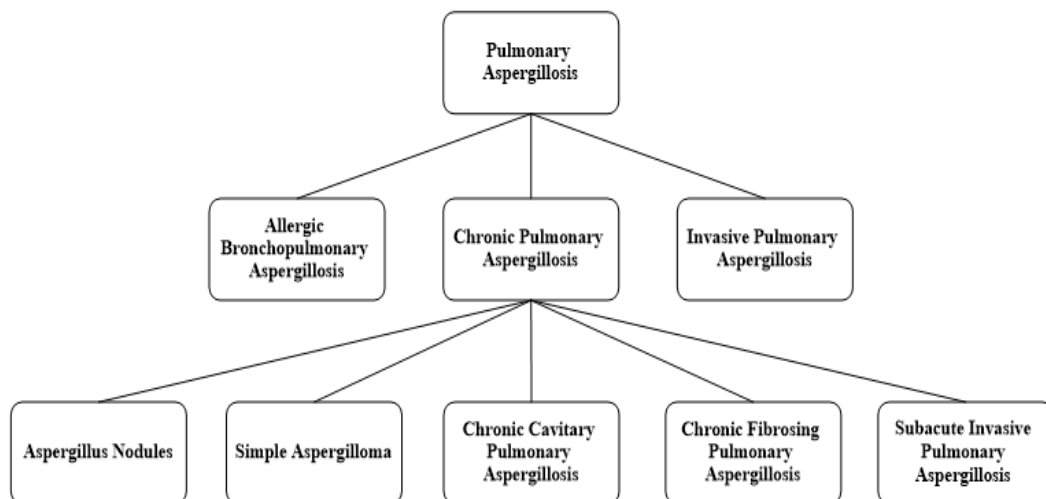 Pulmonary
Aspergillosis
Allergic
Bronchopulmonary
Aspergillosis
Chronic Pulmonary
Aspergillosis
Invasive Pulmonary
Aspergillosis
Aspergillus Nodules
Simple Aspergilloma
Chronic Cavitary
Pulmonary
Aspergillosis
Chronic Fibrosing
Pulmonary
Aspergillosis
Subacute Invasive
Pulmonary
Aspergillosis